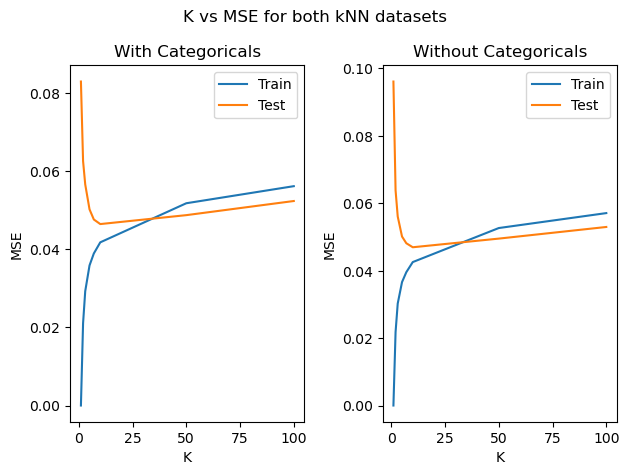 K vs MSE for both kNN datasets
With Categoricals
Train
Test
MSE
0.08
0.06
0.04
0.02
0.00
0
25
50
75
100
K
Without Categoricals
Train
Test
MSE
0.10
0.08
0.06
0.04
0.02
0.00
0
25
50
75
100
K